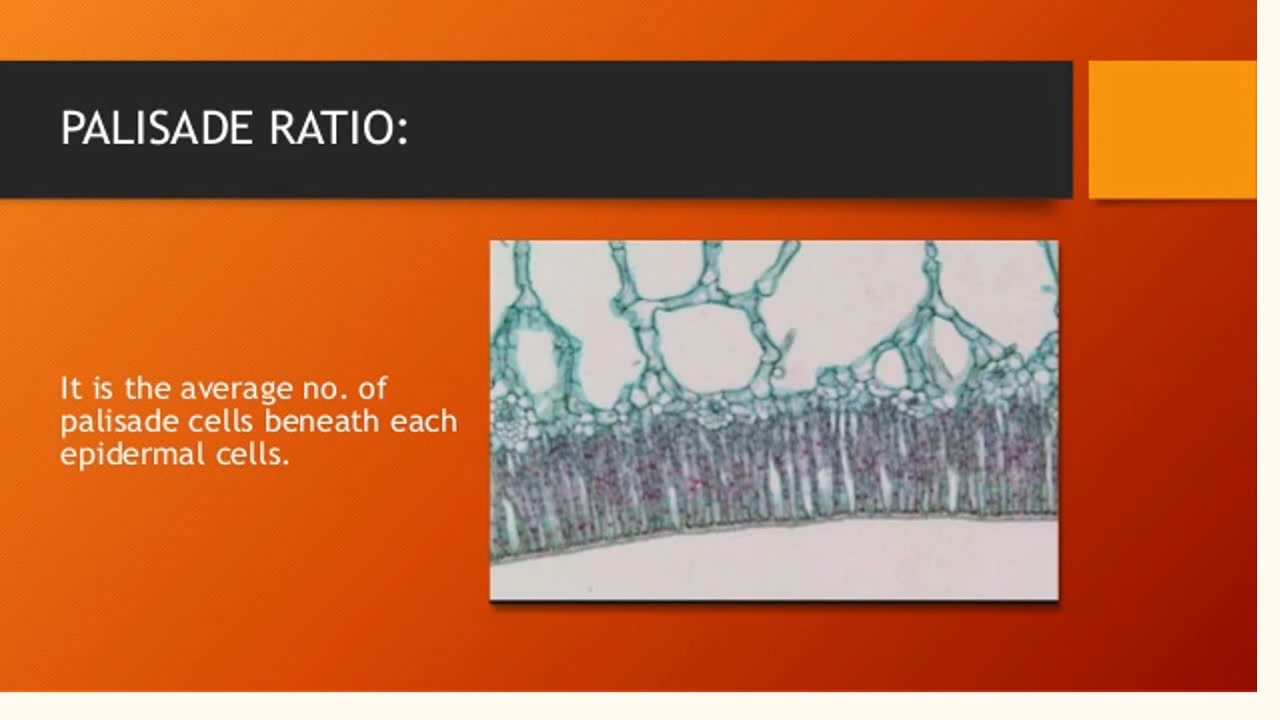 PALISADE RATIO:
It is the average no. of
palisade cells beneath each
epidermal cells.